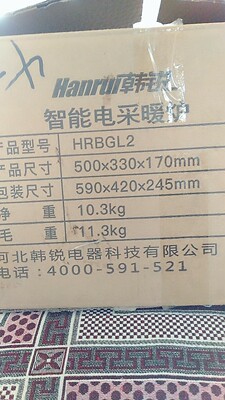 Hanrui韩锐
智能电采暖炉
产品型号 HRBGL2
产品尺寸 500×330×170mm
包装尺寸 590×420×245mm
净 重 10.3kg
毛 重 11.3kg
河北韩锐电器科技有限公司
电话：4000-591-521